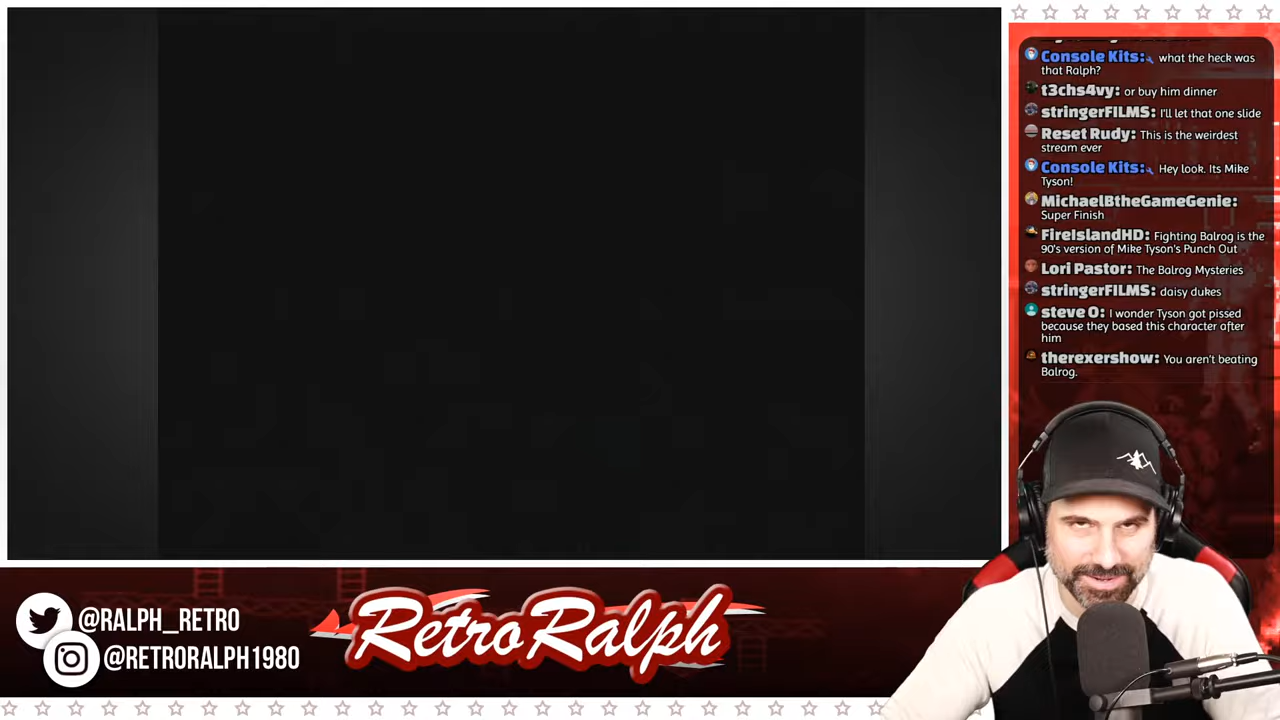 Console Kits: what the heck was
that Ralph?
t3chs4vy: or buy him dinner
stringerFILMS: I'll let that one slide
Reset Rudy: This is the weirdest
stream ever
Console Kits: Hey look. Its Mike
Tyson!
MichaelBtheGameGenie:
Super Finish
FireIslandHD: Fighting Balrog is the
90's version of Mike Tyson's Punch Out
Lori Pastor: The Balrog Mysteries
stringerFILMS: daisy dukes
steve O: I wonder Tyson got pissed
because they based this character after
him
therexershow: You aren't beating
Balrog.
@RALPH_RETRO
@RETRORALPH1980
RetroRalph